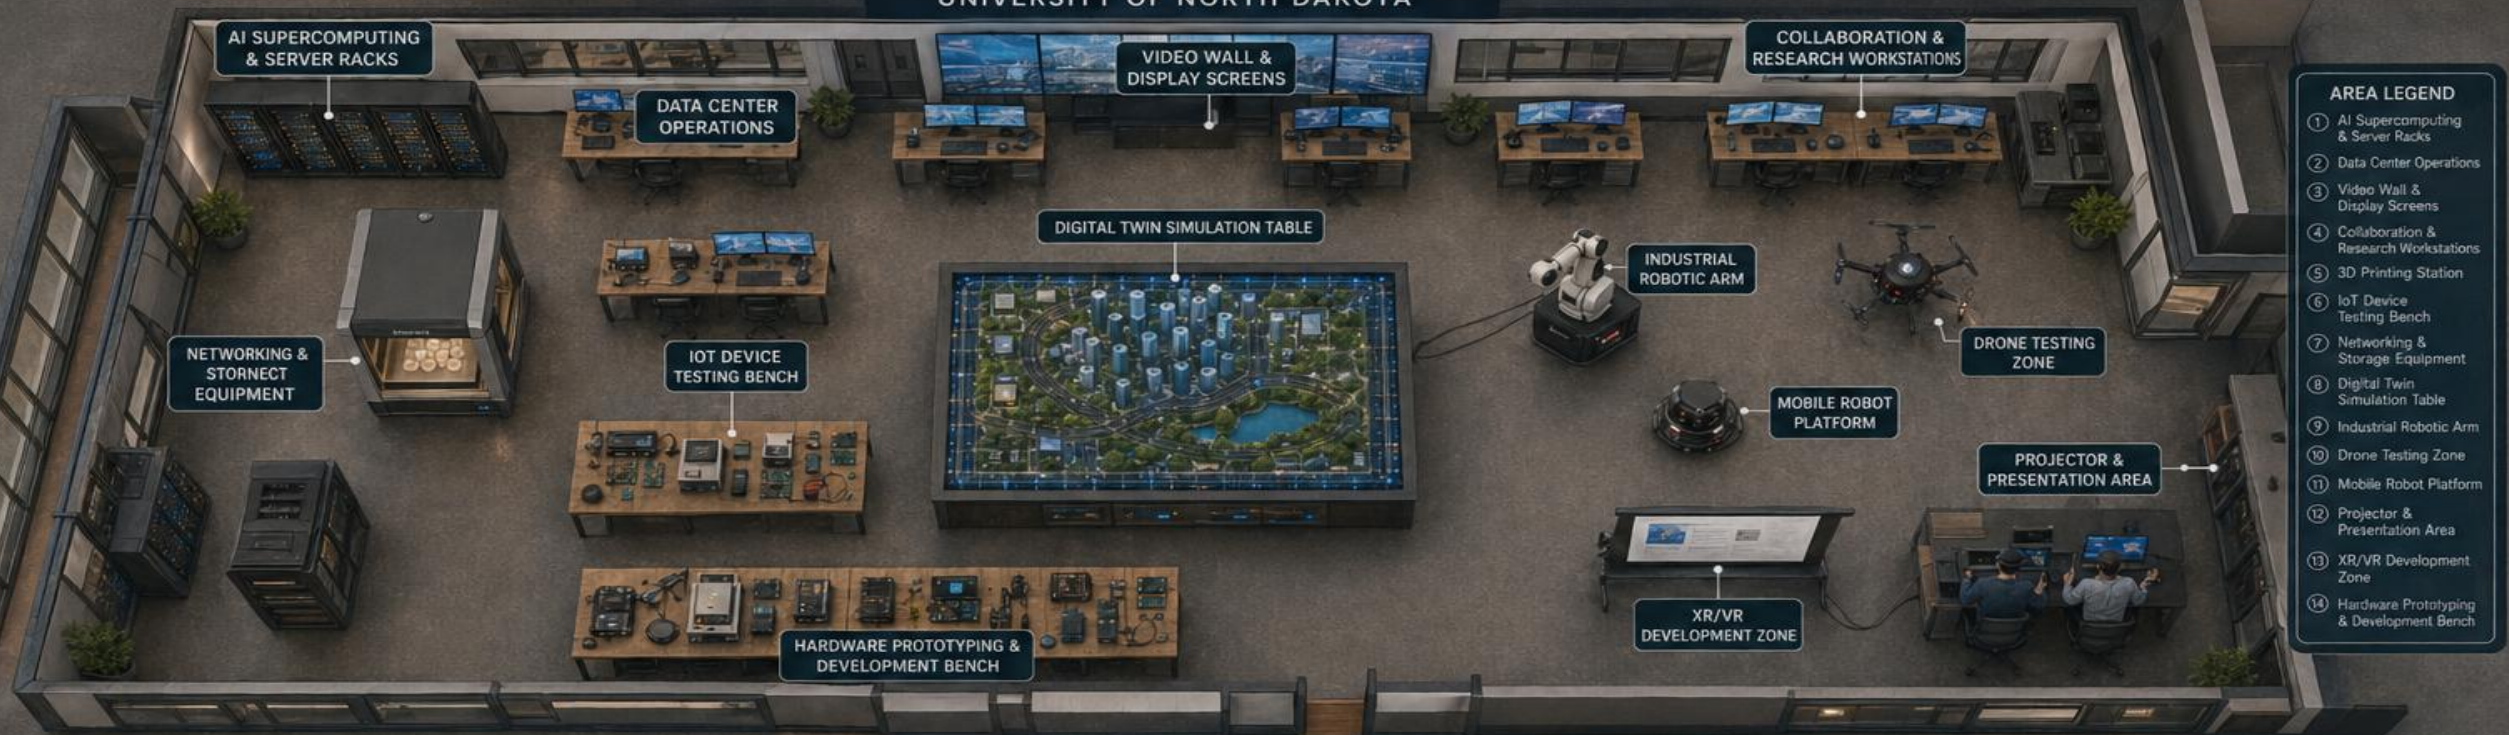 UNIVERSITY OF NORTH DAKOTA
AI SUPERCOMPUTING
& SERVER RACKS
DATA CENTER
OPERATIONS
VIDEO WALL &
DISPLAY SCREENS
COLLABORATION &
RESEARCH WORKSTATIONS
DIGITAL TWIN SIMULATION TABLE
INDUSTRIAL
ROBOTIC ARM
DRONE TESTING
ZONE
NETWORKING &
STORNECT
EQUIPMENT
IOT DEVICE
TESTING BENCH
MOBILE ROBOT
PLATFORM
PROJECTOR &
PRESENTATION AREA
XR/VR
DEVELOPMENT ZONE
HARDWARE PROTOTYPING &
DEVELOPMENT BENCH
AREA LEGEND
1 AI Supercomputing
& Server Racks
2 Data Center Operations
3 Video Wall &
Display Screens
4 Collaboration &
Research Workstations
5 3D Printing Station
6 IoT Device
Testing Bench
7 Networking &
Storage Equipment
8 Digital Twin
Simulation Table
9 Industrial Robotic Arm
10 Drone Testing Zone
11 Mobile Robot Platform
12 Projector &
Presentation Area
13 XR/VR Development
Zone
14 Hardware Prototyping
& Development Bench